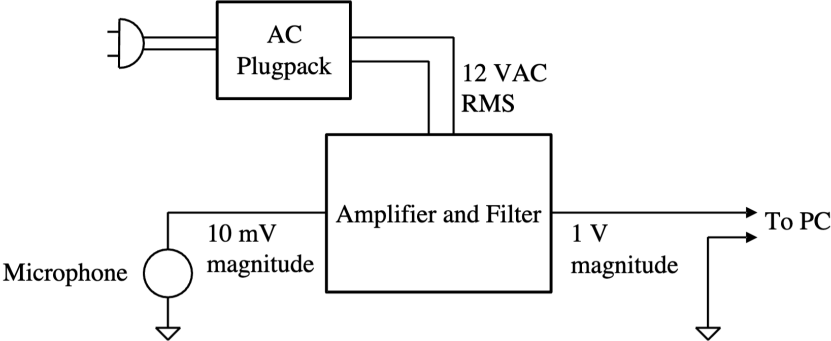 AC
Plugpack
12 VAC
RMS
Amplifier and Filter
10 mV
magnitude
1 V
magnitude
To PC
Microphone